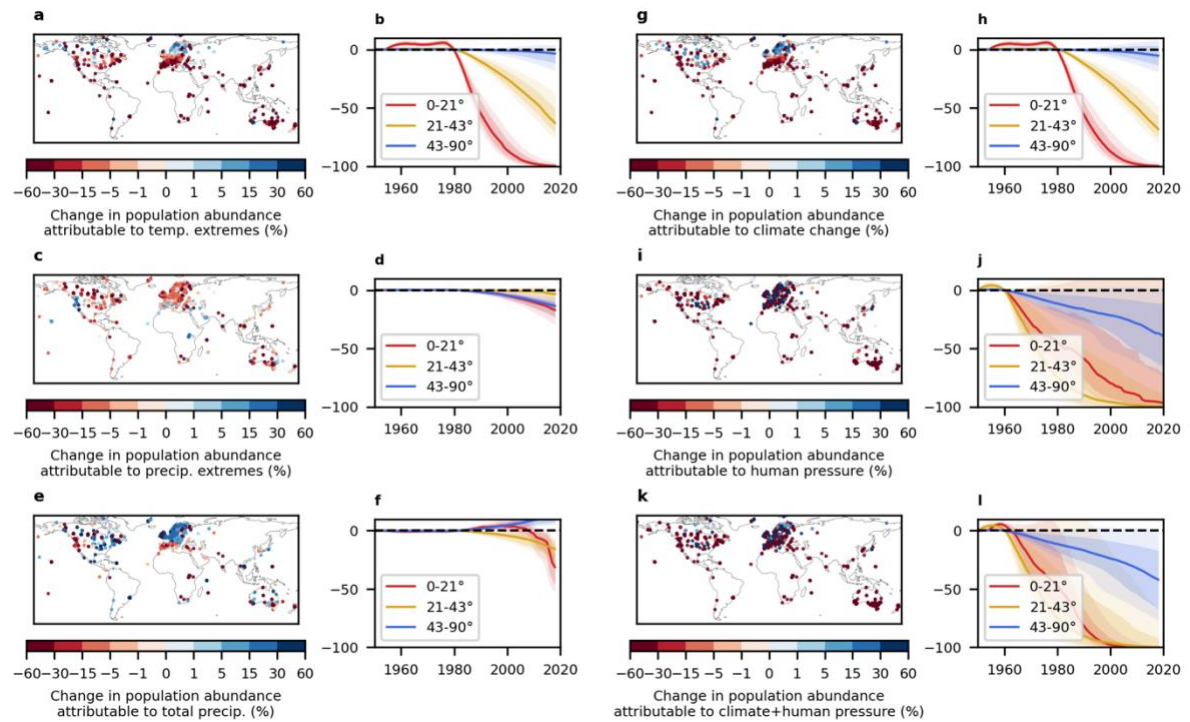 a
b
10
0
−50
−100
0-21°
21-43°
43-90°
1960 1980 2000 2020
−60 −30 −15 −5 −1 0 1 5 15 30 60
Change in population abundance
attributable to temp. extremes (%)
g
h
10
0
−50
−100
0-21°
21-43°
43-90°
1960 1980 2000 2020
−60 −30 −15 −5 −1 0 1 5 15 30 60
Change in population abundance
attributable to climate change (%)
c
d
10
0
−50
−100
0-21°
21-43°
43-90°
1960 1980 2000 2020
−60 −30 −15 −5 −1 0 1 5 15 30 60
Change in population abundance
attributable to precip. extremes (%)
i
j
10
0
−50
−100
0-21°
21-43°
43-90°
1960 1980 2000 2020
−60 −30 −15 −5 −1 0 1 5 15 30 60
Change in population abundance
attributable to human pressure (%)
e
f
10
0
−50
−100
0-21°
21-43°
43-90°
1960 1980 2000 2020
−60 −30 −15 −5 −1 0 1 5 15 30 60
Change in population abundance
attributable to total precip. (%)
k
l
10
0
−50
−100
0-21°
21-43°
43-90°
1960 1980 2000 2020
−60 −30 −15 −5 −1 0 1 5 15 30 60
Change in population abundance
attributable to climate+human pressure (%)